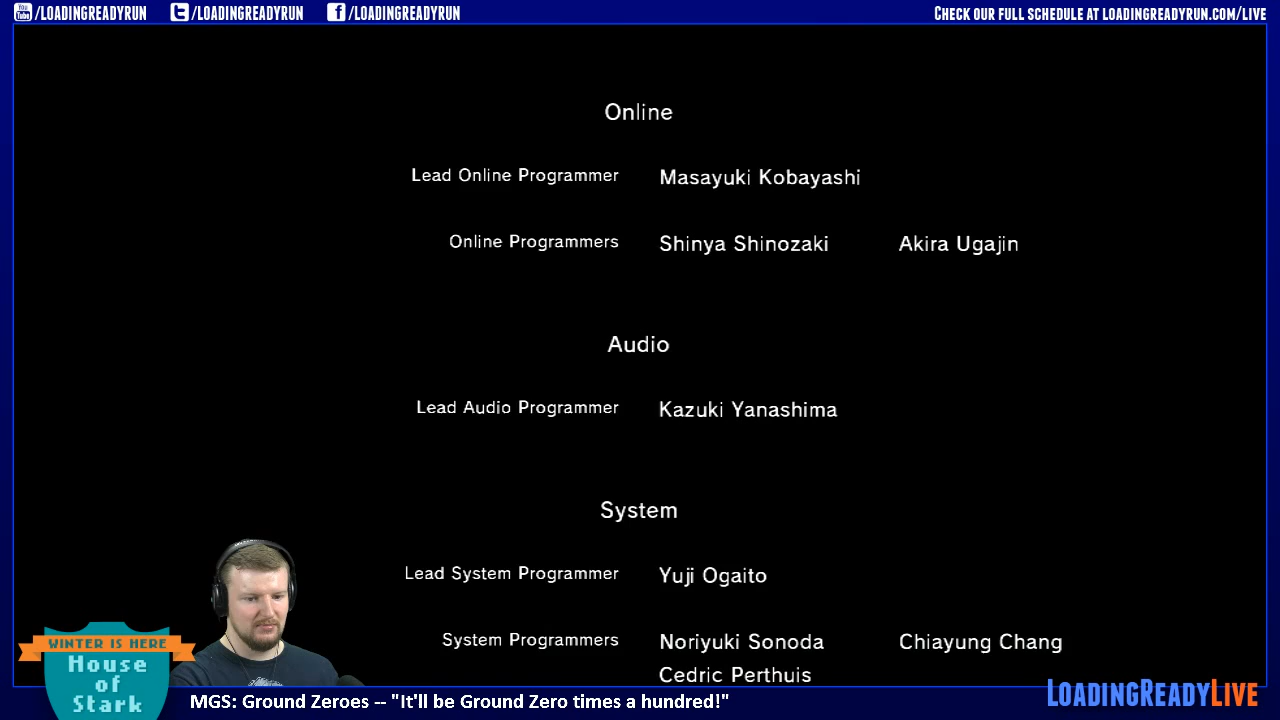 You Tube /LOADINGREADYRUN /LOADINGREADYRUN f /LOADINGREADYRUN CHECK OUR FULL SCHEDULE AT LOADINGREADYRUN.COM/LIVE
Online
Lead Online Programmer Masayuki Kobayashi
Online Programmers Shinya Shinozaki Akira Ugajin
Audio
Lead Audio Programmer Kazuki Yanashima
System
Lead System Programmer Yuji Ogaito
System Programmers Noriyuki Sonoda Chiayung Chang
Cedric Perthuis
WINTER IS HERE
House
of
Stark
MGS: Ground Zeroes -- "It'll be Ground Zero times a hundred!"
LOADINGREADYLIVE